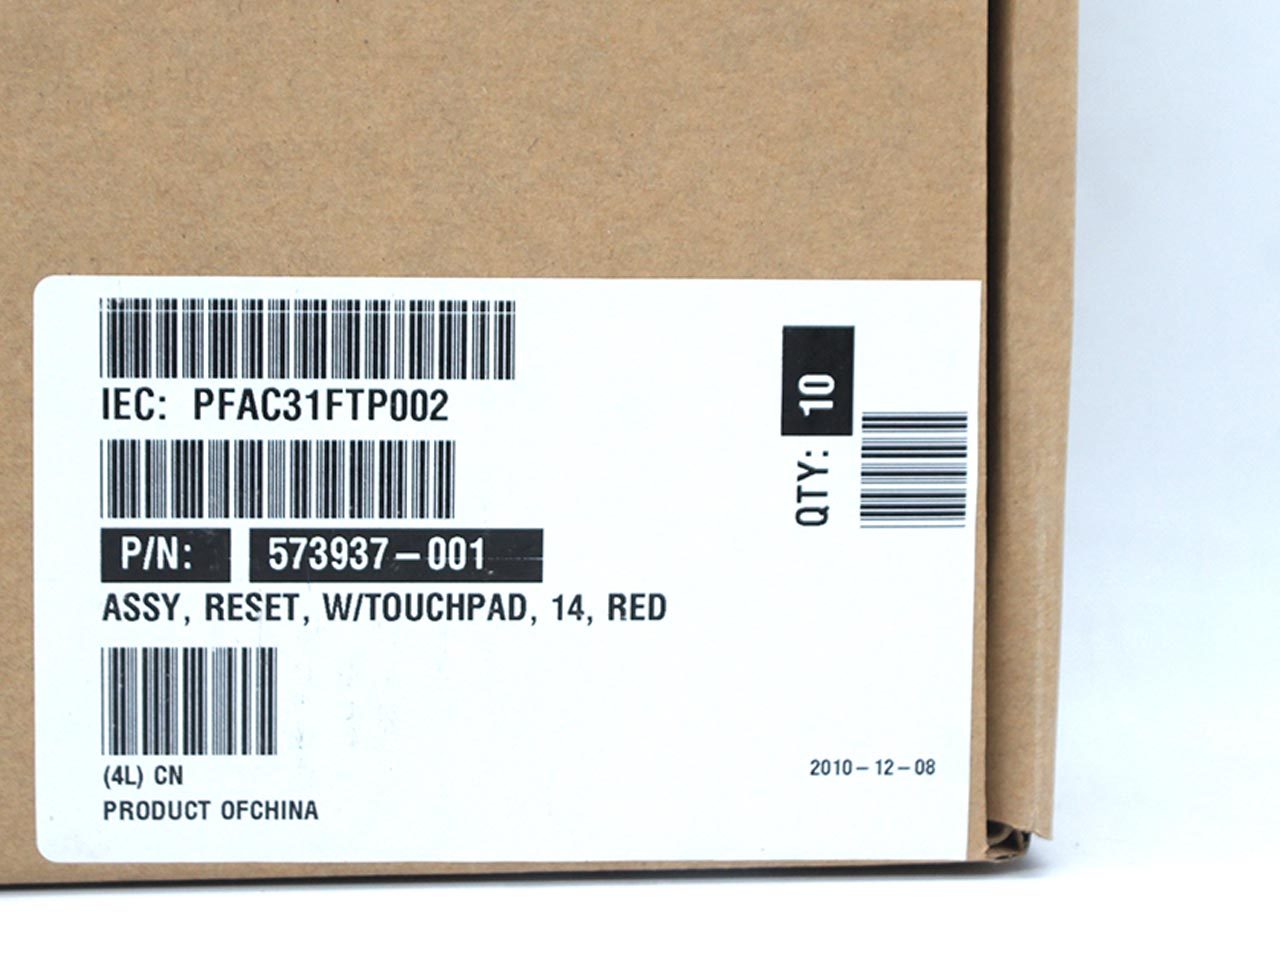 IEC: PFAC31FTP002
QTY: 10
P/N: 573937-001
ASSY, RESET, W/TOUCHPAD, 14, RED
(4L) CN
PRODUCT OFCHINA
2010-12-08